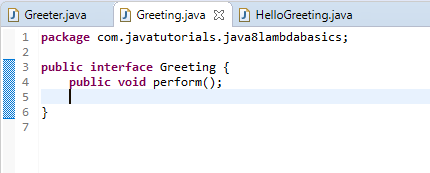 Greeter.java Greeting.java HelloGreeting.java
1 package com.javatutorials.java8lambdabasics;
2
3 public interface Greeting {
4 public void perform();
5
6 }
7